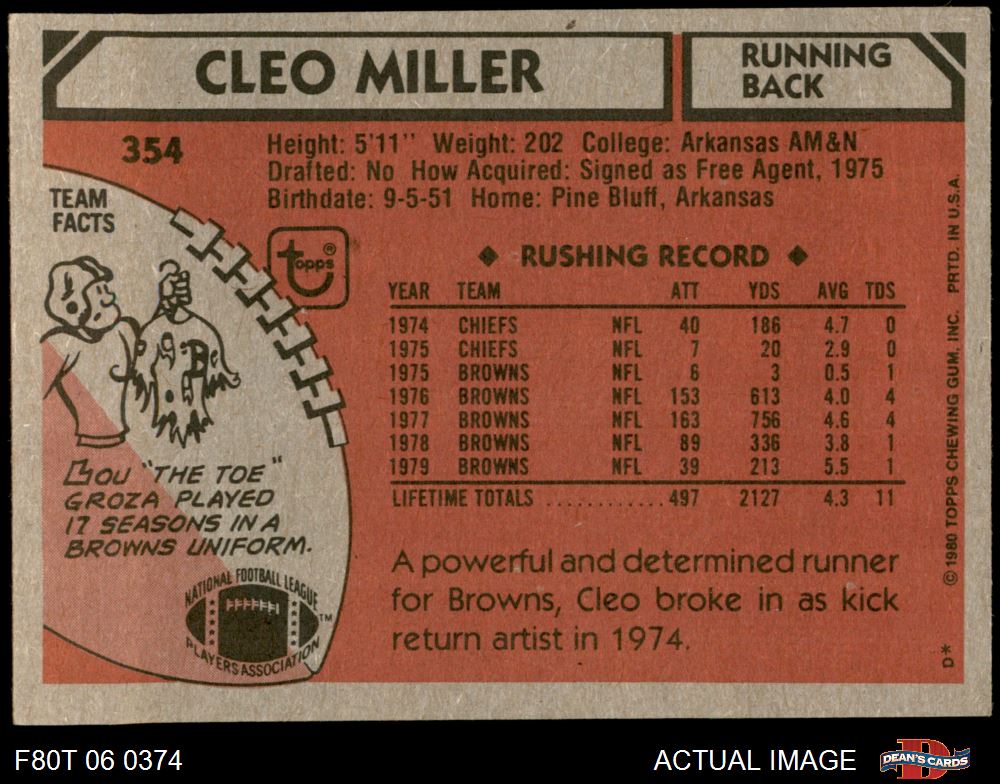 CLEO MILLER
RUNNING
BACK
354
Height: 5'11'' Weight: 202 College: Arkansas AM&N
Drafted: No How Acquired: Signed as Free Agent, 1975
Birthdate: 9-5-51 Home: Pine Bluff, Arkansas
TEAM
FACTS
topps®
◆ RUSHING RECORD ◆
YEAR TEAM ATT YDS AVG TDS
1974 CHIEFS NFL 40 186 4.7 0
1975 CHIEFS NFL 7 20 2.9 0
1975 BROWNS NFL 6 3 0.5 1
1976 BROWNS NFL 153 613 4.0 4
1977 BROWNS NFL 163 756 4.6 4
1978 BROWNS NFL 89 336 3.8 1
1979 BROWNS NFL 39 213 5.5 1
LIFETIME TOTALS ............ 497 2127 4.3 11
LOU "THE TOE"
GROZA PLAYED
17 SEASONS IN A
BROWNS UNIFORM.
A powerful and determined runner
for Browns, Cleo broke in as kick
return artist in 1974.
NATIONAL FOOTBALL LEAGUE
PLAYERS ASSOCIATION
TM
© 1980 TOPPS CHEWING GUM, INC. PRTD. IN U.S.A.
D*
F80T 06 0374
ACTUAL IMAGE
D
DEAN'S CARDS